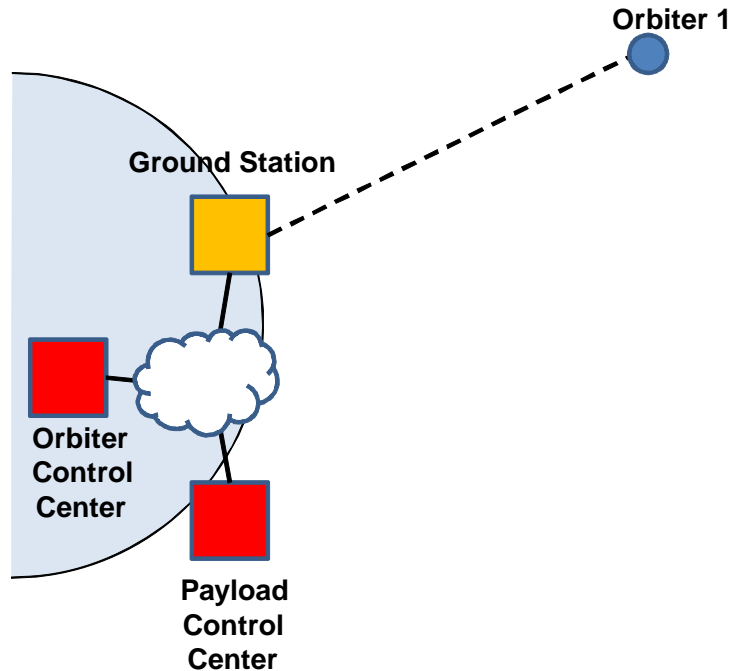 Orbiter 1
Ground Station
Orbiter
Control
Center
Payload
Control
Center